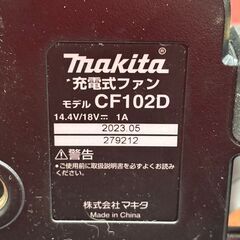 makita
充電式ファン
モデル CF102D
14.4V/18V⎓ 1A
2023.05
279212
⚠警告
ご使用前に取扱説明書を必ずよくお読みください。
株式会社マキタ
Made in China